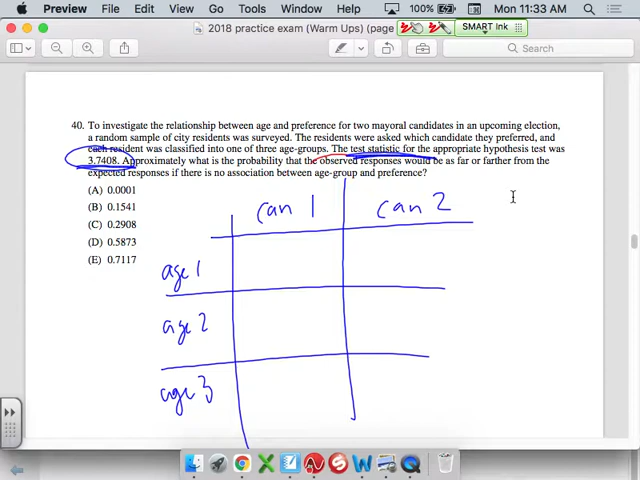 Preview File Edit View Go Tools Window Help 100% Mon 11:33 AM
2018 practice exam (Warm Ups) (page
SMART Ink
Search
40. To investigate the relationship between age and preference for two mayoral candidates in an upcoming election,
a random sample of city residents was surveyed. The residents were asked which candidate they preferred, and
each resident was classified into one of three age-groups. The test statistic for the appropriate hypothesis test was
3.7408. Approximately what is the probability that the observed responses would be as far or farther from the
expected responses if there is no association between age-group and preference?
(A) 0.0001
(B) 0.1541
(C) 0.2908
(D) 0.5873
(E) 0.7117
can 1 can 2
age 1
age 2
age 3